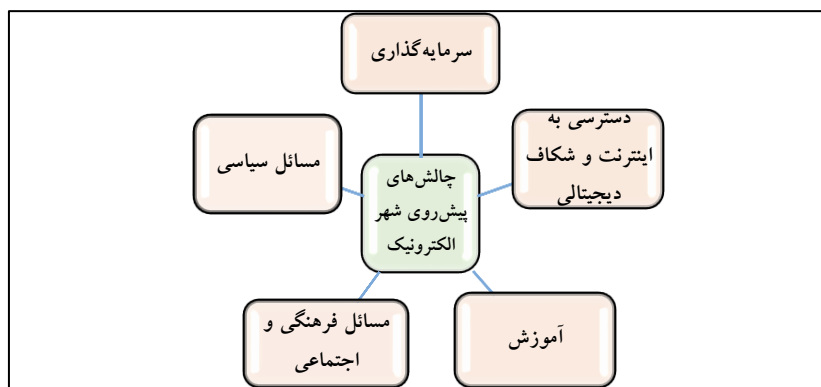 سرمایه‌گذاری
دسترسی به
اینترنت و شکاف
دیجیتالی
مسائل سیاسی
چالش‌های
پیش‌روی شهر
الکترونیک
آموزش
مسائل فرهنگی و
اجتماعی